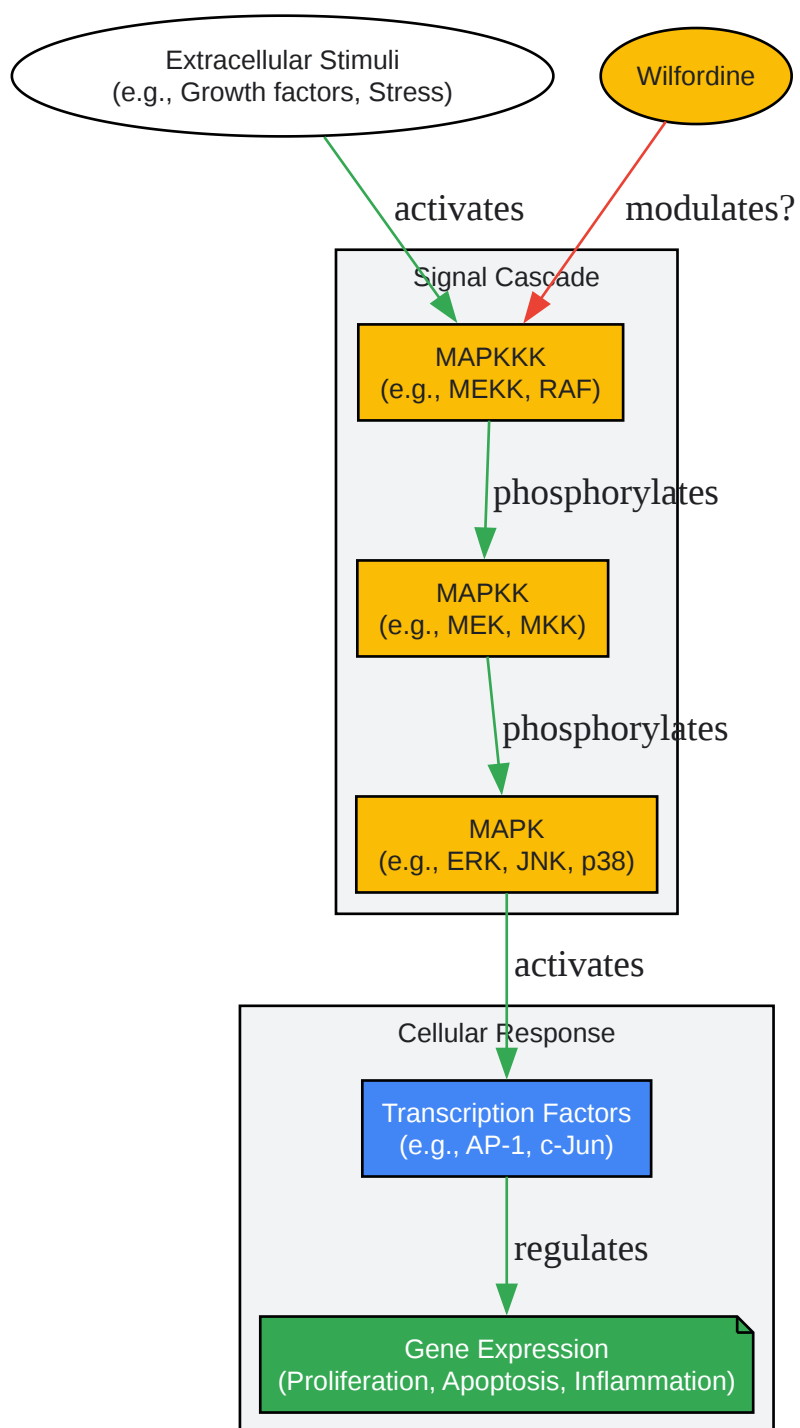 Extracellular Stimuli
(e.g., Growth factors, Stress)
Wilfordine
activates
modulates?
Signal Cascade
MAPKKK
(e.g., MEKK, RAF)
phosphorylates
MAPKK
(e.g., MEK, MKK)
phosphorylates
MAPK
(e.g., ERK, JNK, p38)
activates
Cellular Response
Transcription Factors
(e.g., AP-1, c-Jun)
regulates
Gene Expression
(Proliferation, Apoptosis, Inflammation)